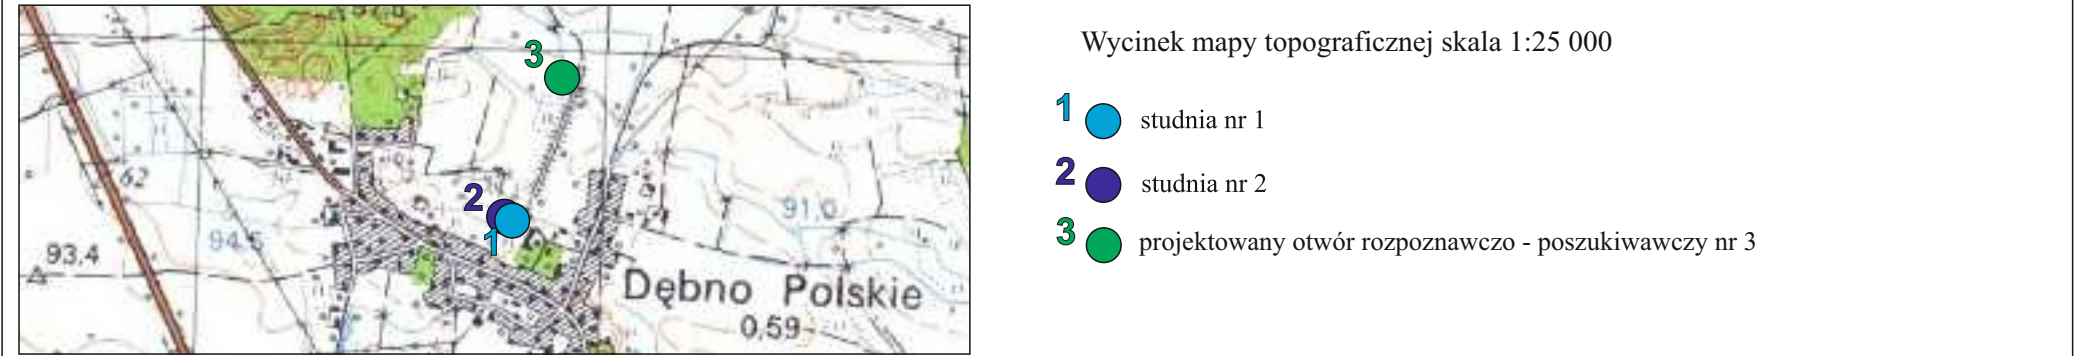 3
62
2
1
94.5
93.4
91,0
Dębno Polskie
0,59
Wycinek mapy topograficznej skala 1:25 000
1 studnia nr 1
2 studnia nr 2
3 projektowany otwór rozpoznawczo - poszukiwawczy nr 3